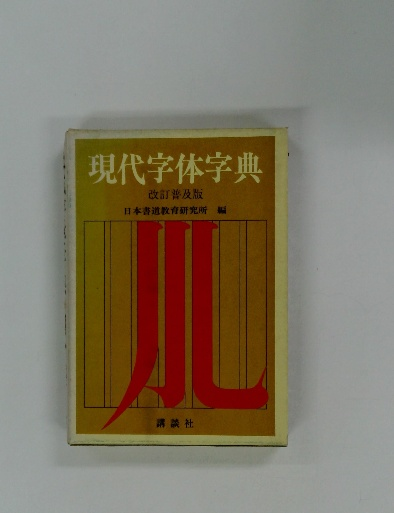 現代字体字典
改訂普及版
日本書道教育研究所 編
講談社